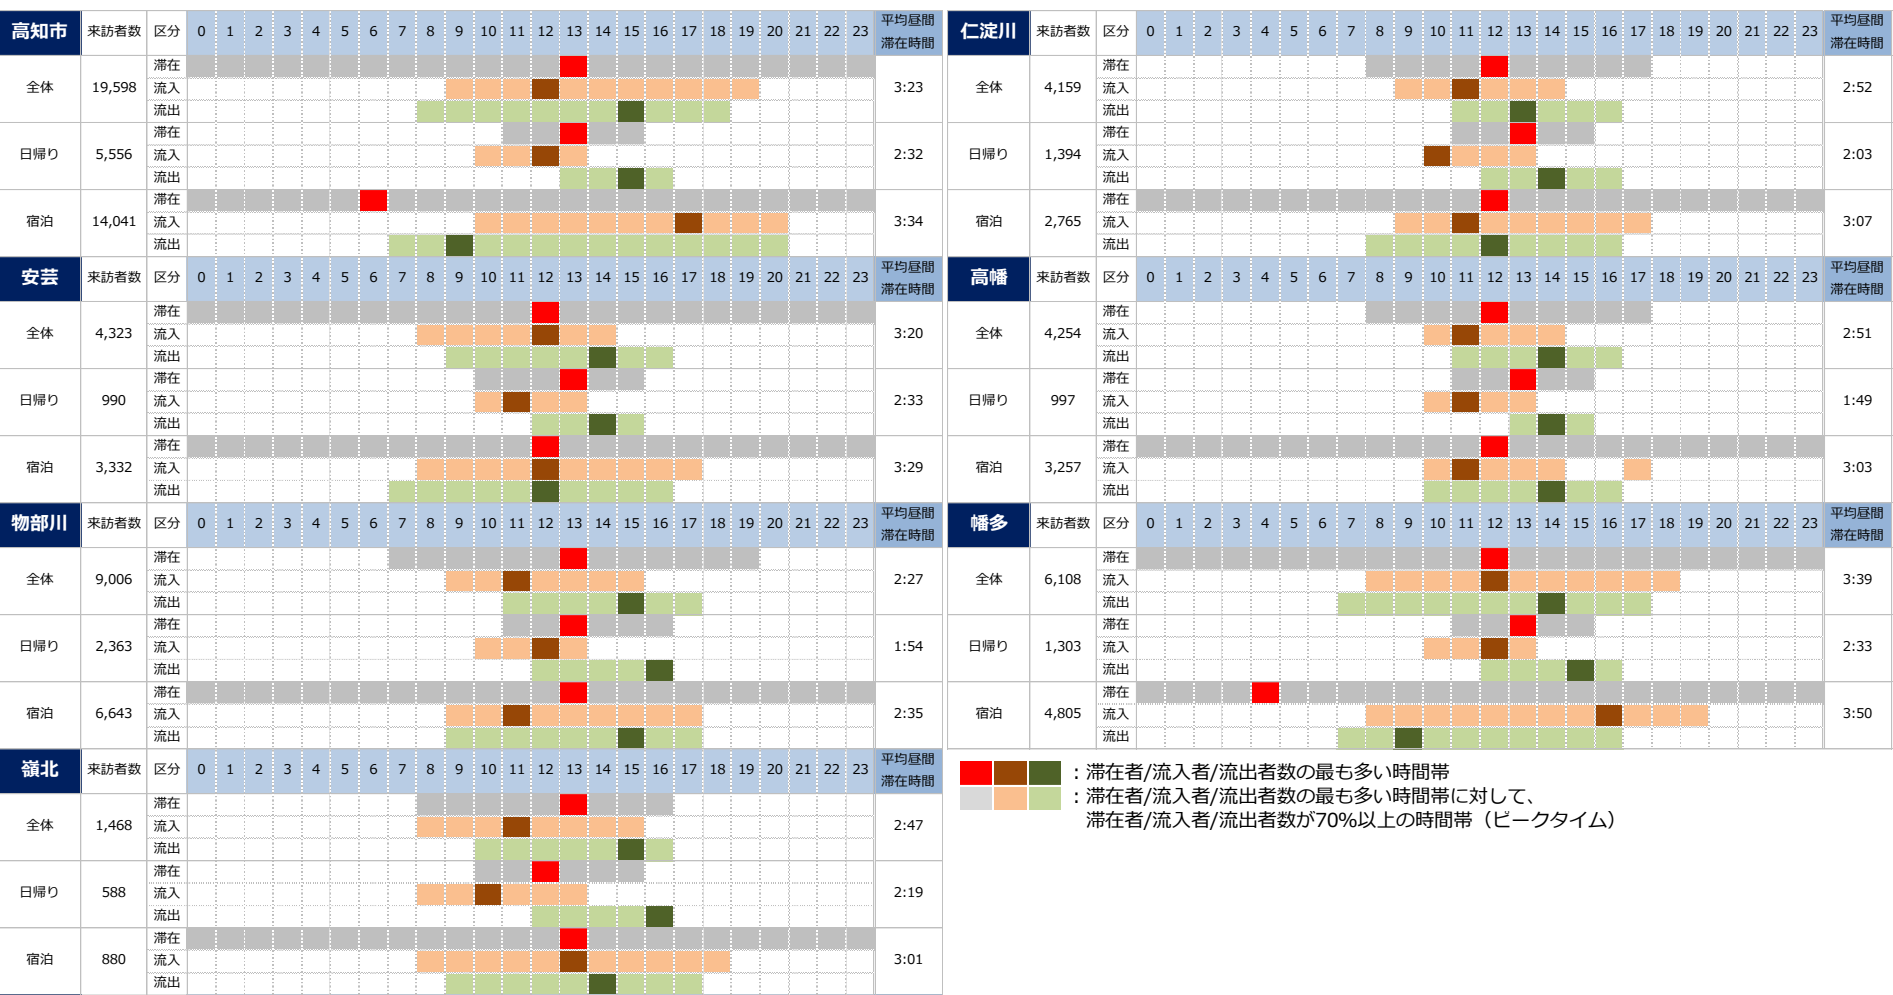 高知市 来訪者数 区分 0 1 2 3 4 5 6 7 8 9 10 11 12 13 14 15 16 17 18 19 20 21 22 23 平均昼間
滞在時間
滞在
全体 19,598 流入 3:23
流出
滞在
日帰り 5,556 流入 2:32
流出
滞在
宿泊 14,041 流入 3:34
流出
安芸 来訪者数 区分 0 1 2 3 4 5 6 7 8 9 10 11 12 13 14 15 16 17 18 19 20 21 22 23 平均昼間
滞在時間
滞在
全体 4,323 流入 3:20
流出
滞在
日帰り 990 流入 2:33
流出
滞在
宿泊 3,332 流入 3:29
流出
物部川 来訪者数 区分 0 1 2 3 4 5 6 7 8 9 10 11 12 13 14 15 16 17 18 19 20 21 22 23 平均昼間
滞在時間
滞在
全体 9,006 流入 2:27
流出
滞在
日帰り 2,363 流入 1:54
流出
滞在
宿泊 6,643 流入 2:35
流出
嶺北 来訪者数 区分 0 1 2 3 4 5 6 7 8 9 10 11 12 13 14 15 16 17 18 19 20 21 22 23 平均昼間
滞在時間
滞在
全体 1,468 流入 2:47
流出
滞在
日帰り 588 流入 2:19
流出
滞在
宿泊 880 流入 3:01
流出
仁淀川 来訪者数 区分 0 1 2 3 4 5 6 7 8 9 10 11 12 13 14 15 16 17 18 19 20 21 22 23 平均昼間
滞在時間
滞在
全体 4,159 流入 2:52
流出
滞在
日帰り 1,394 流入 2:03
流出
滞在
宿泊 2,765 流入 3:07
流出
高幡 来訪者数 区分 0 1 2 3 4 5 6 7 8 9 10 11 12 13 14 15 16 17 18 19 20 21 22 23 平均昼間
滞在時間
滞在
全体 4,254 流入 2:51
流出
滞在
日帰り 997 流入 1:49
流出
滞在
宿泊 3,257 流入 3:03
流出
幡多 来訪者数 区分 0 1 2 3 4 5 6 7 8 9 10 11 12 13 14 15 16 17 18 19 20 21 22 23 平均昼間
滞在時間
滞在
全体 6,108 流入 3:39
流出
滞在
日帰り 1,303 流入 2:33
流出
滞在
宿泊 4,805 流入 3:50
流出
：滞在者/流入者/流出者数の最も多い時間帯
：滞在者/流入者/流出者数の最も多い時間帯に対して、
滞在者/流入者/流出者数が70%以上の時間帯（ピークタイム）